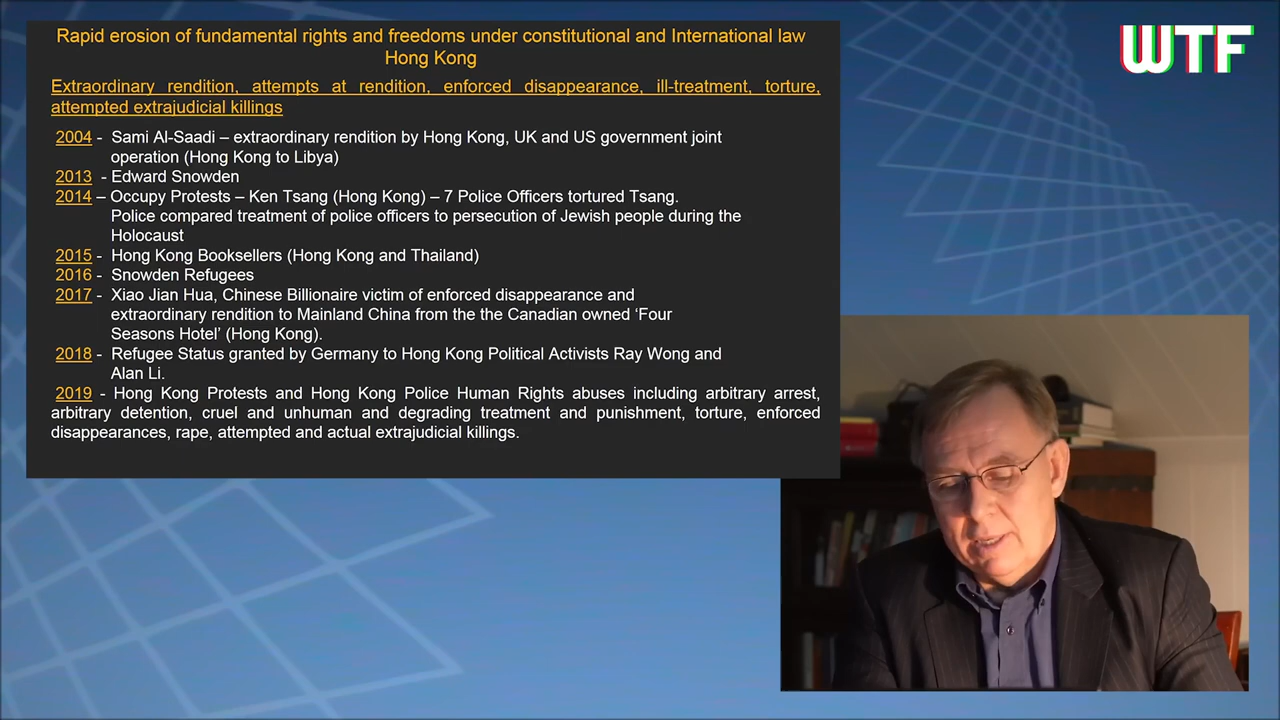 Rapid erosion of fundamental rights and freedoms under constitutional and International law
Hong Kong
Extraordinary rendition, attempts at rendition, enforced disappearance, ill-treatment, torture,
attempted extrajudicial killings
2004 - Sami Al-Saadi – extraordinary rendition by Hong Kong, UK and US government joint
operation (Hong Kong to Libya)
2013 - Edward Snowden
2014 – Occupy Protests – Ken Tsang (Hong Kong) – 7 Police Officers tortured Tsang.
Police compared treatment of police officers to persecution of Jewish people during the
Holocaust
2015 - Hong Kong Booksellers (Hong Kong and Thailand)
2016 - Snowden Refugees
2017 - Xiao Jian Hua, Chinese Billionaire victim of enforced disappearance and
extraordinary rendition to Mainland China from the the Canadian owned ‘Four
Seasons Hotel’ (Hong Kong).
2018 - Refugee Status granted by Germany to Hong Kong Political Activists Ray Wong and
Alan Li.
2019 - Hong Kong Protests and Hong Kong Police Human Rights abuses including arbitrary arrest,
arbitrary detention, cruel and unhuman and degrading treatment and punishment, torture, enforced
disappearances, rape, attempted and actual extrajudicial killings.
WTF